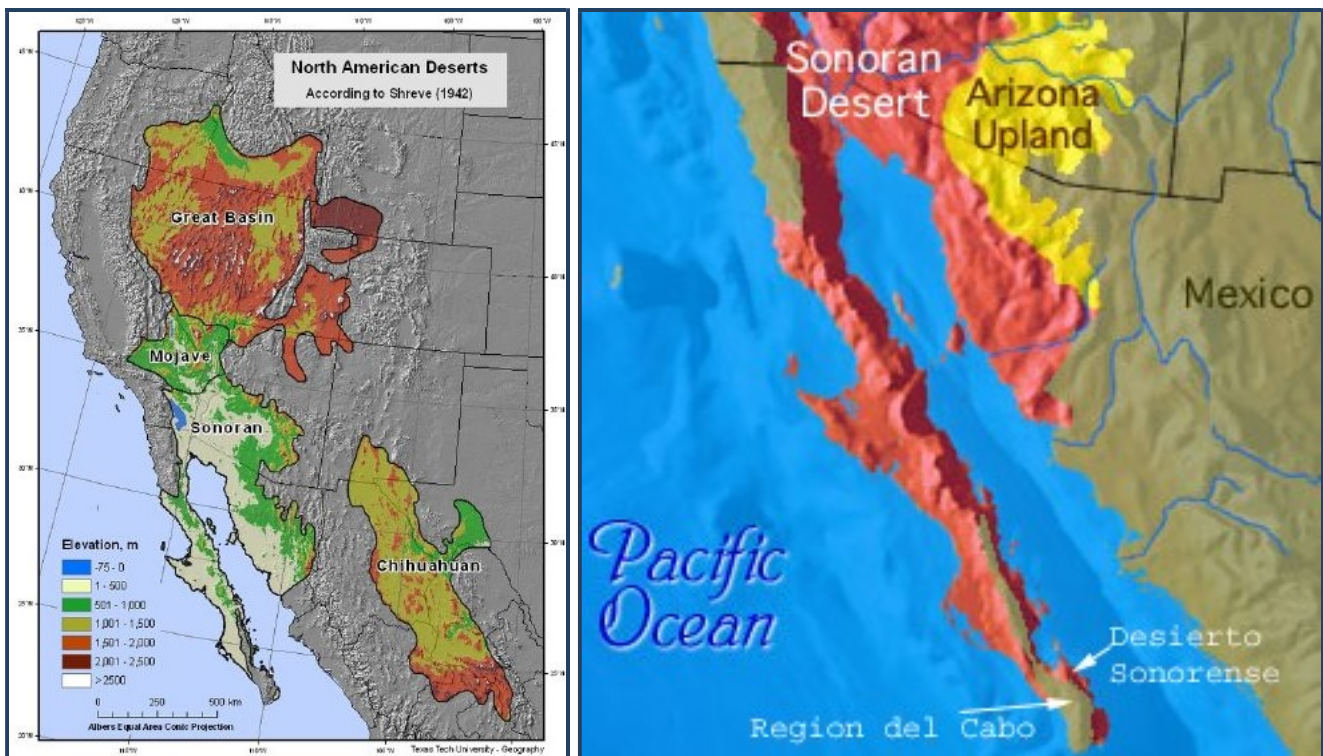 North American Deserts
According to Shreve (1942)
Great Basin
Mojave
Sonoran
Chihuahuan
Elevation, m
-75 - 0
1 - 500
501 - 1,000
1,001 - 1,500
1,501 - 2,000
2,001 - 2,500
>2500
0 250 500 km
Albers Equal Area Conic Projection
Texas Tech University - Geography
Sonoran
Desert
Arizona
Upland
Mexico
Pacific
Ocean
Desierto
Sonorense
Region del Cabo